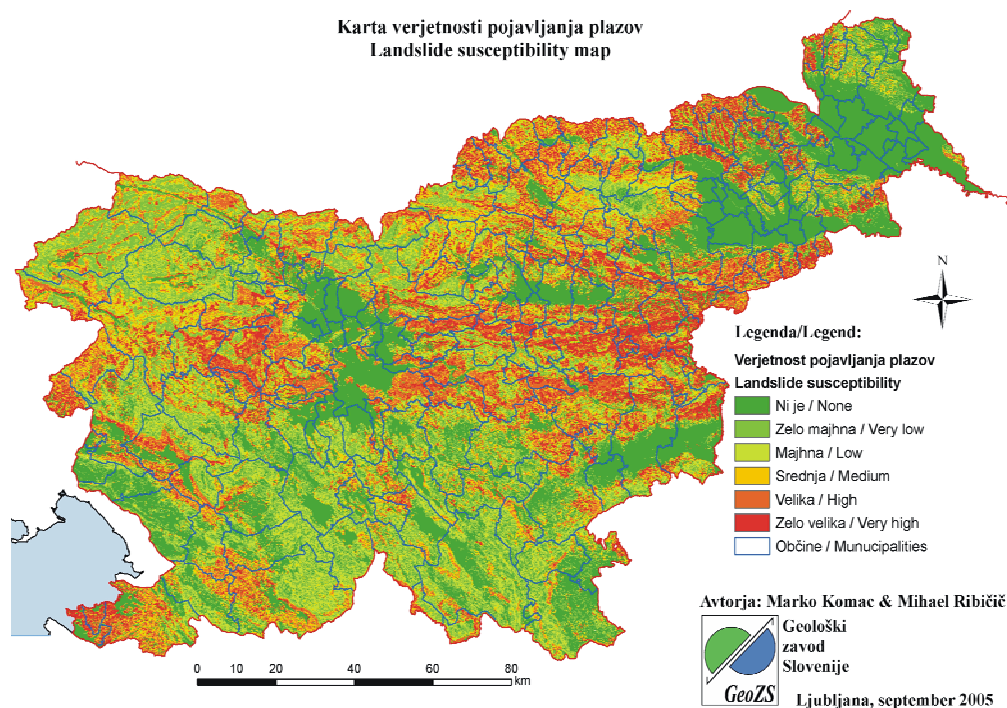 Karta verjetnosti pojavljanja plazov
Landslide susceptibility map
N
Legenda/Legend:
Verjetnost pojavljanja plazov
Landslide susceptibility
Ni je / None
Zelo majhna / Very low
Majhna / Low
Srednja / Medium
Velika / High
Zelo velika / Very high
Občine / Munucipalities
0 10 20 40 60 80
km
Avtorja: Marko Komac & Mihael Ribičič
Geološki
zavod
Slovenije
GeoZS
Ljubljana, september 2005